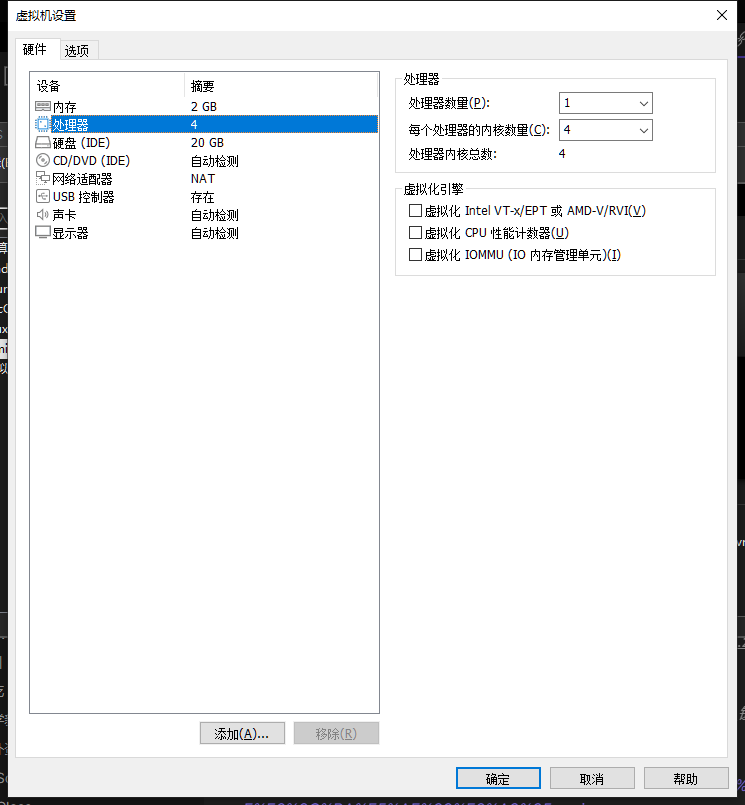 虚拟机设置
硬件 选项
设备 摘要
内存 2 GB
处理器 4
硬盘 (IDE) 20 GB
CD/DVD (IDE) 自动检测
网络适配器 NAT
USB 控制器 存在
声卡 自动检测
显示器 自动检测
添加(A)... 移除(R)
处理器
处理器数量(P): 1
每个处理器的内核数量(C): 4
处理器内核总数: 4
虚拟化引擎
虚拟化 Intel VT-x/EPT 或 AMD-V/RVI(V)
虚拟化 CPU 性能计数器(U)
虚拟化 IOMMU (IO 内存管理单元)(I)
确定 取消 帮助